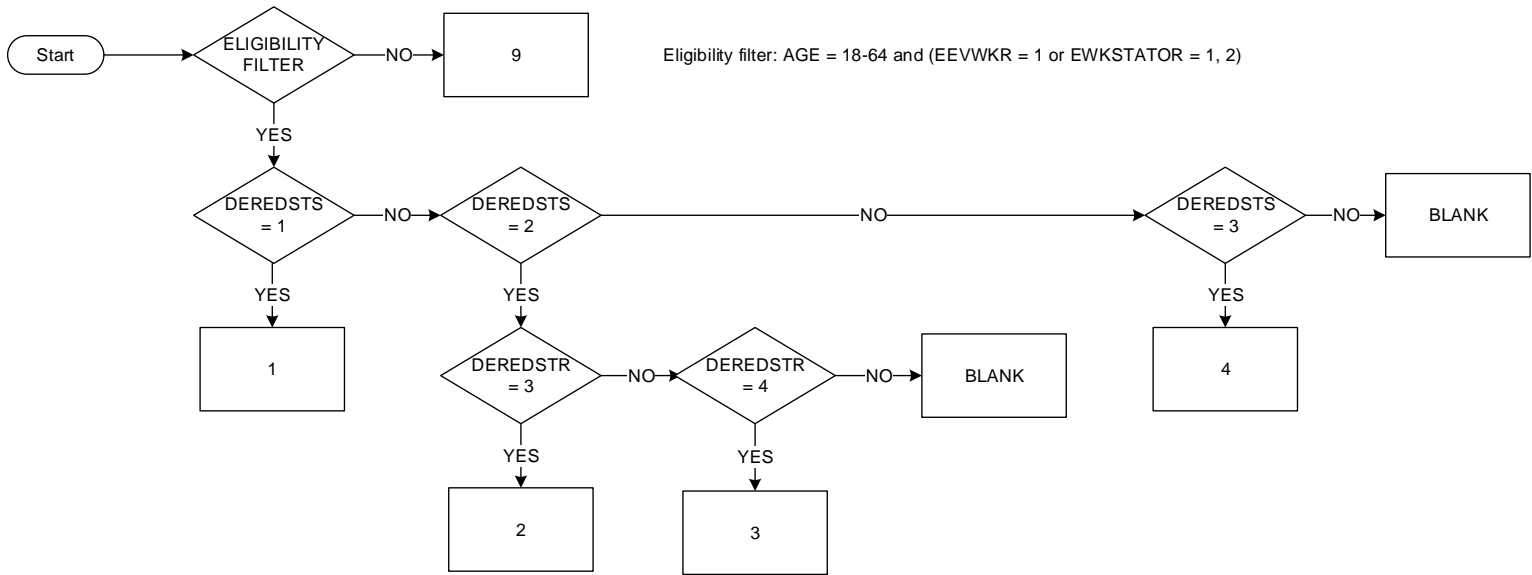 Start
ELIGIBILITY
FILTER
NO
9
Eligibility filter: AGE = 18-64 and (EEVWKR = 1 or EWKSTATOR = 1, 2)
YES
DEREDSTS
= 1
NO
DEREDSTS
= 2
NO
DEREDSTS
= 3
NO
BLANK
YES
YES
YES
1
DEREDSTR
= 3
NO
DEREDSTR
= 4
NO
BLANK
4
YES
YES
2
3